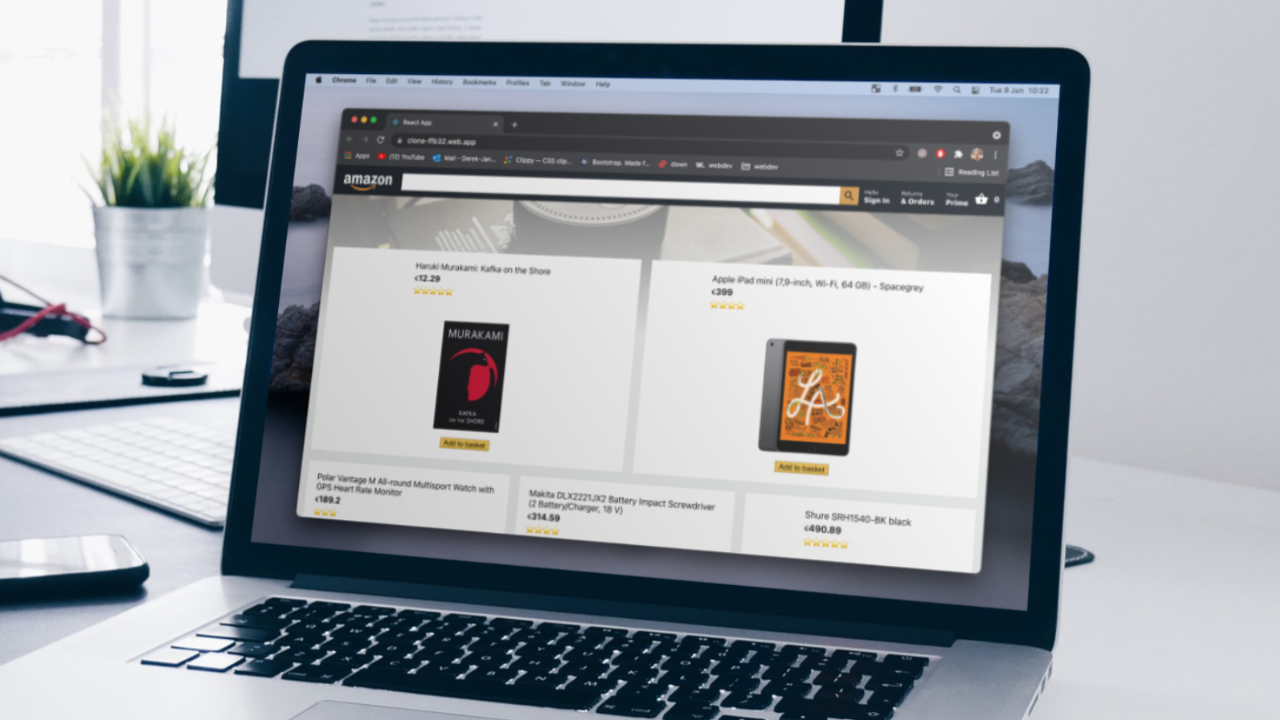 Chrome File Edit View History Bookmarks Profiles Tab Window Help
Tue 8 Jun 10:22
React App
clone-ffb32.web.app
Apps (12) YouTube Mail - Derek-Jan... Clippy — CSS clip... Bootstrap. Made f... down webdev webdev
Reading List
amazon
Hello
Sign in
Returns
& Orders
Your
Prime
0
Haruki Murakami: Kafka on the Shore
€12.29
MURAKAMI
KAFKA
ON THE SHORE
Add to basket
Apple iPad mini (7,9-inch, Wi-Fi, 64 GB) - Spacegrey
€399
LA
Add to basket
Polar Vantage M All-round Multisport Watch with
GPS Heart Rate Monitor
€189.2
Makita DLX2221JX2 Battery Impact Screwdriver
(2 Battery/Charger, 18 V)
€314.59
Shure SRH1540-BK black
€490.89